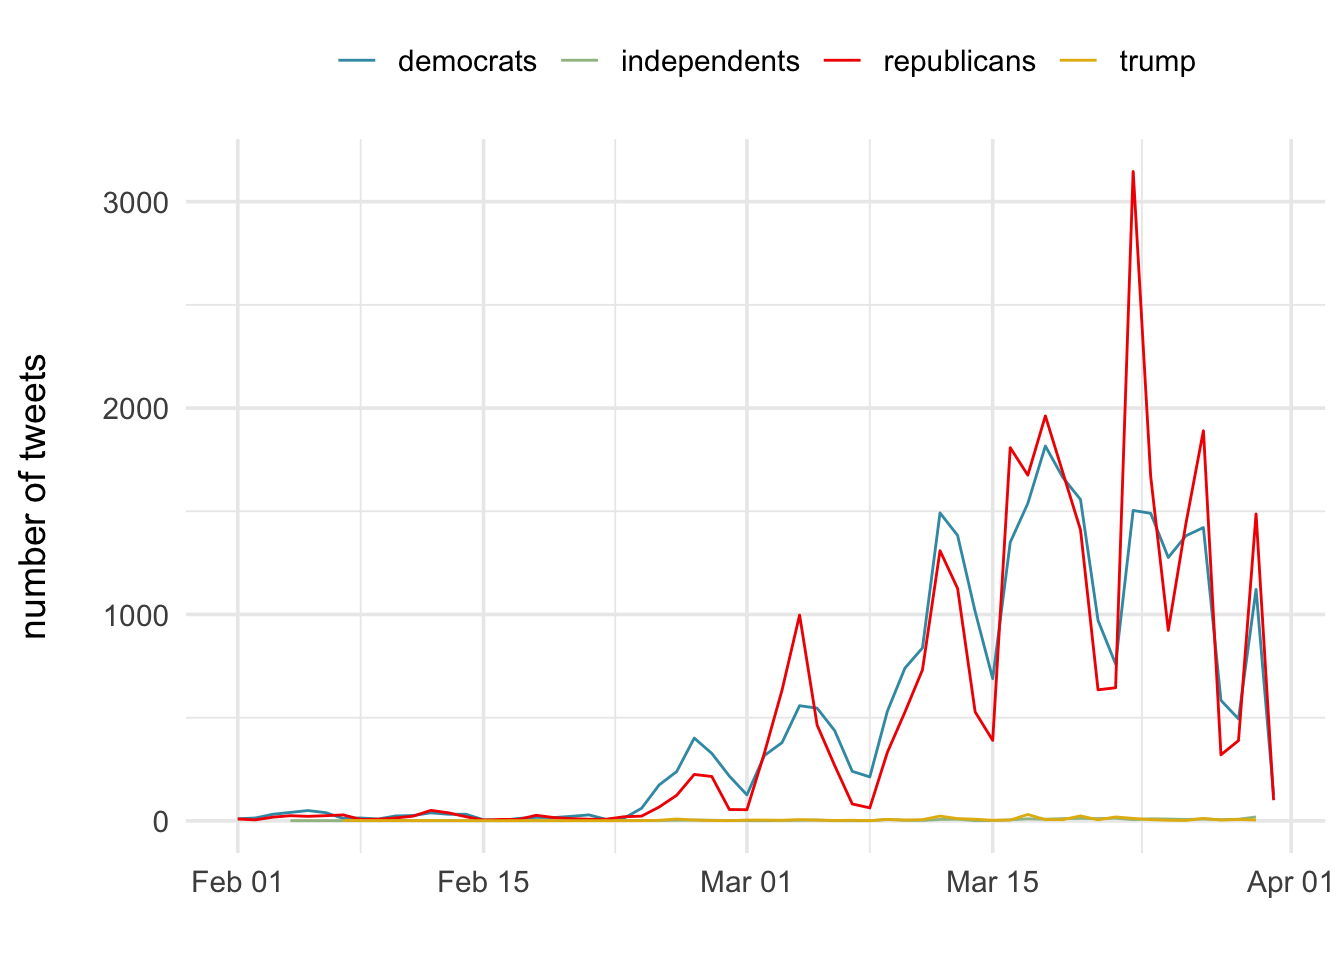 democrats independents republicans trump
number of tweets
3000
2000
1000
0
Feb 01 Feb 15 Mar 01 Mar 15 Apr 01